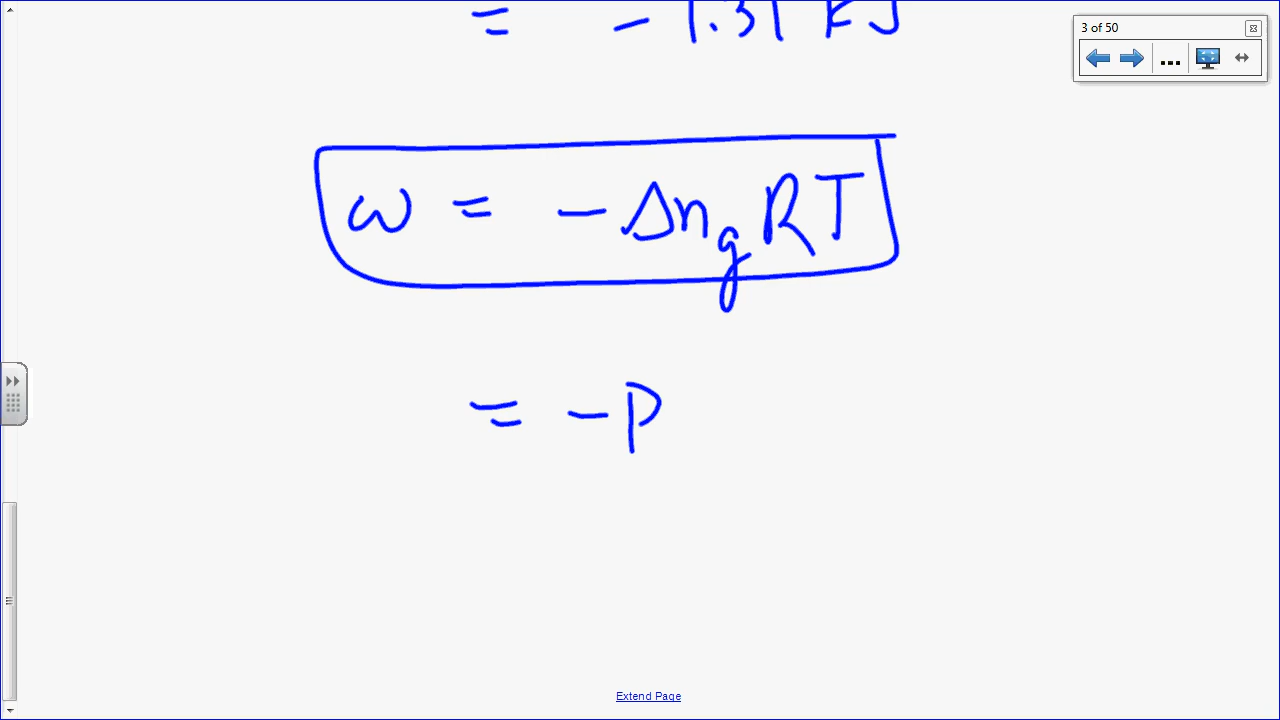 = - 1.31 kJ
3 of 50
w = - Δn_g RT
= - P
Extend Page